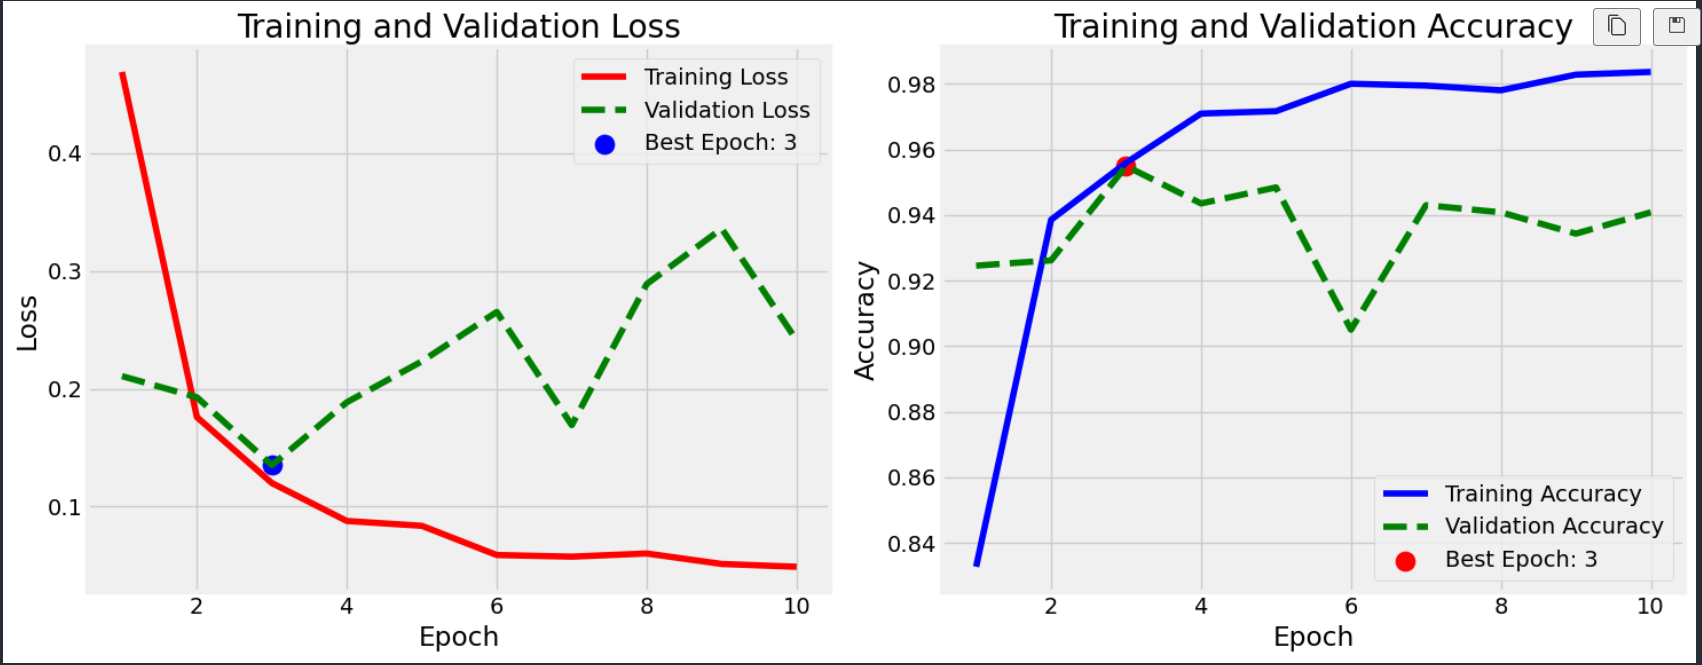 Training and Validation Loss
Training Loss
Validation Loss
Best Epoch: 3
0.4
0.3
0.2
0.1
Loss
2 4 6 8 10
Epoch
Training and Validation Accuracy
0.98
0.96
0.94
0.92
0.90
0.88
0.86
0.84
Accuracy
Training Accuracy
Validation Accuracy
Best Epoch: 3
2 4 6 8 10
Epoch